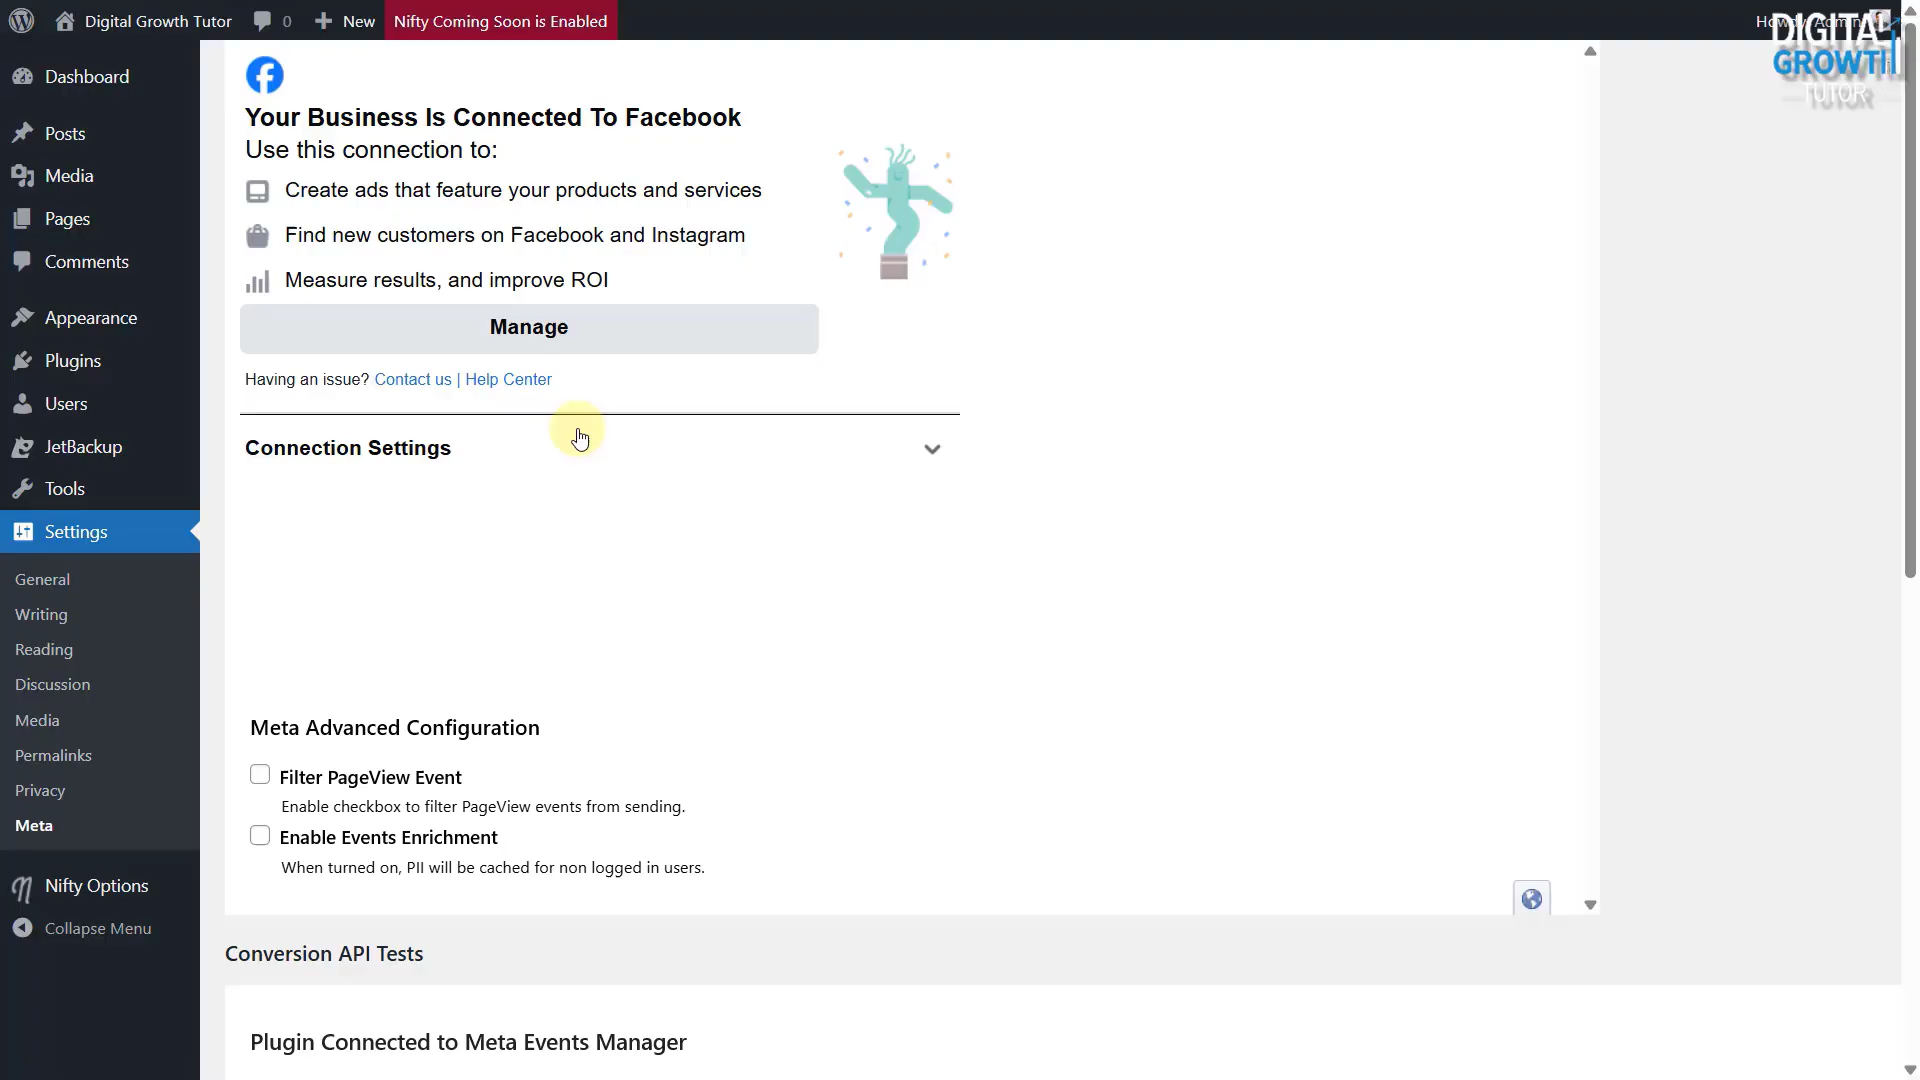 Digital Growth Tutor
0
New
Nifty Coming Soon is Enabled
Howdy, Admin
DIGITAL
GROWTH
TUTOR
Dashboard
Posts
Media
Pages
Comments
Appearance
Plugins
Users
JetBackup
Tools
Settings
General
Writing
Reading
Discussion
Media
Permalinks
Privacy
Meta
Nifty Options
Collapse Menu
Your Business Is Connected To Facebook
Use this connection to:
Create ads that feature your products and services
Find new customers on Facebook and Instagram
Measure results, and improve ROI
Manage
Having an issue? Contact us | Help Center
Connection Settings
Meta Advanced Configuration
Filter PageView Event
Enable checkbox to filter PageView events from sending.
Enable Events Enrichment
When turned on, PII will be cached for non logged in users.
Conversion API Tests
Plugin Connected to Meta Events Manager